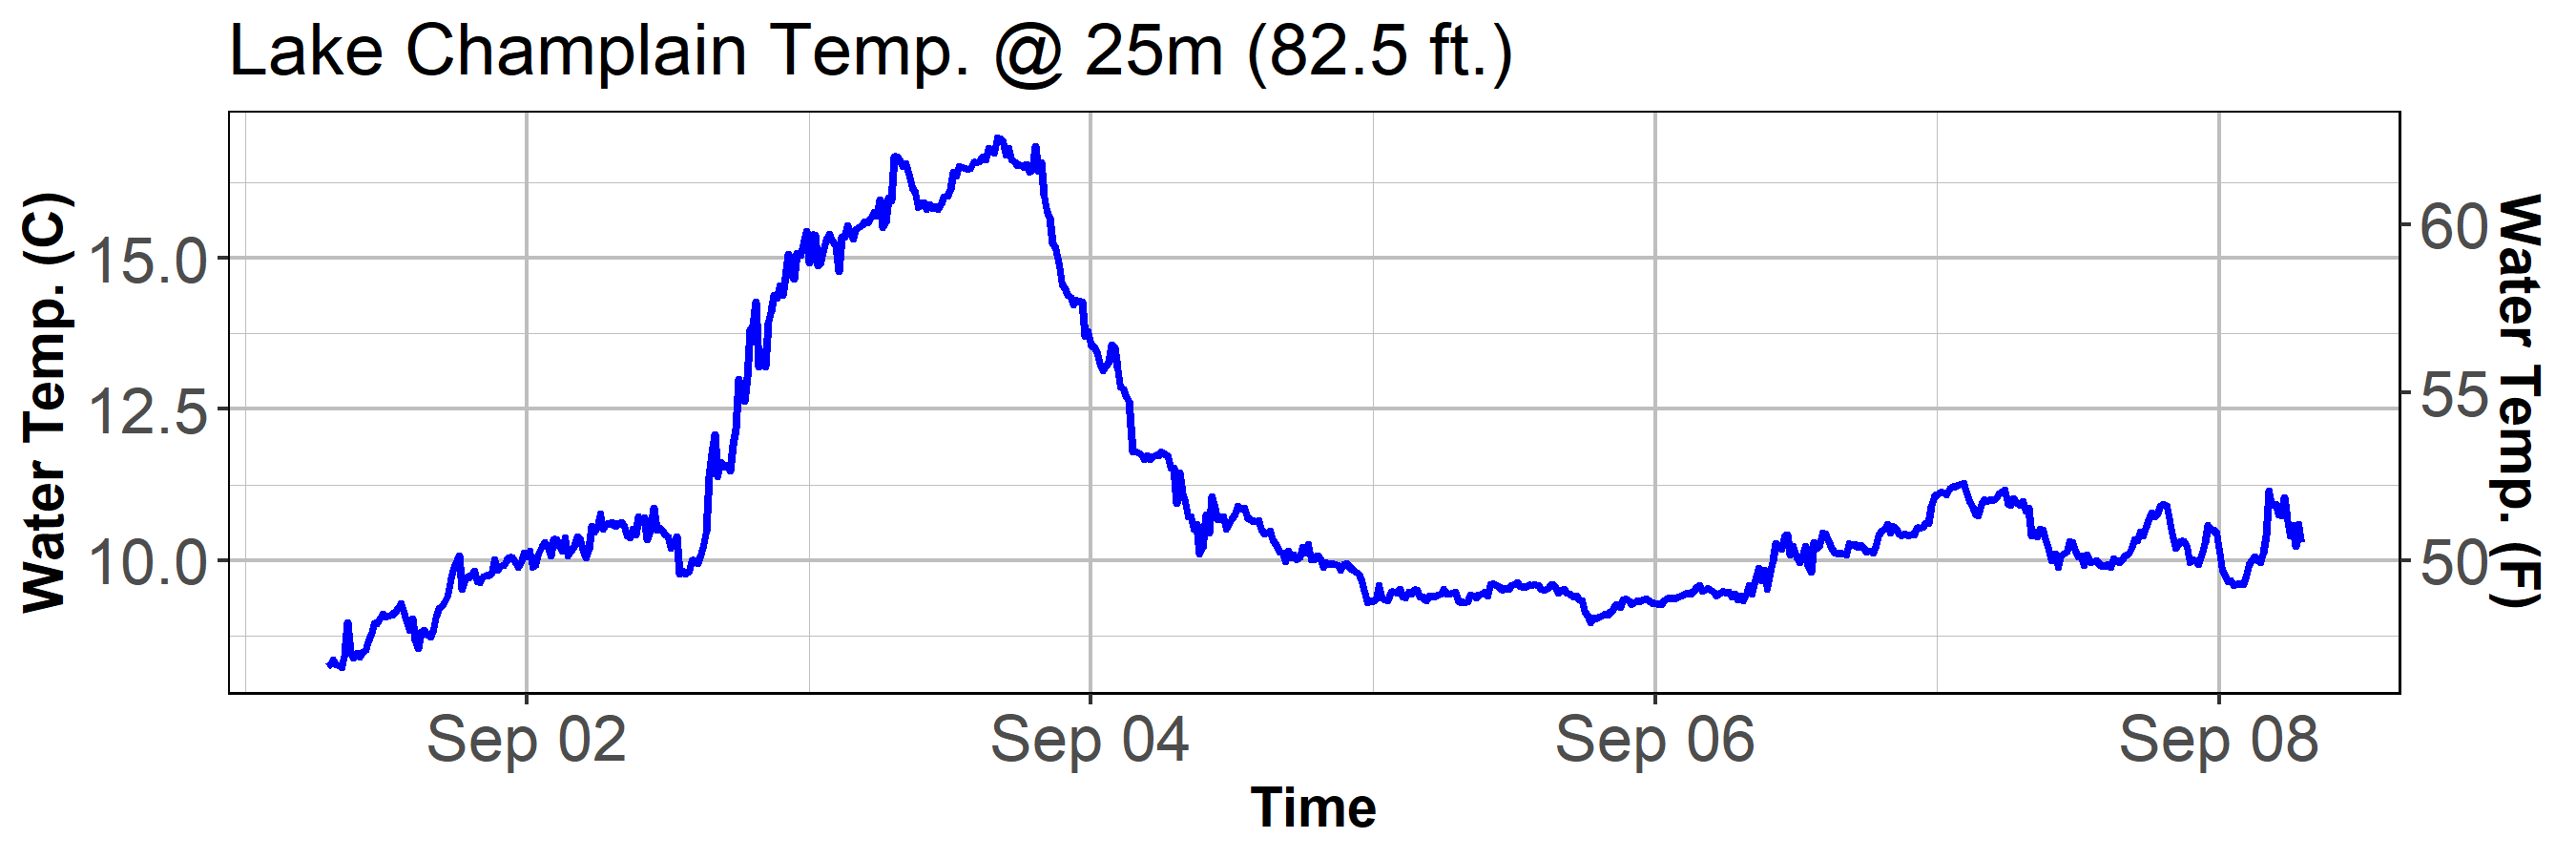 Lake Champlain Temp. @ 25m (82.5 ft.)
Water Temp. (C)
15.0
12.5
10.0
60
55
50
Water Temp. (F)
Sep 02
Sep 04
Sep 06
Sep 08
Time